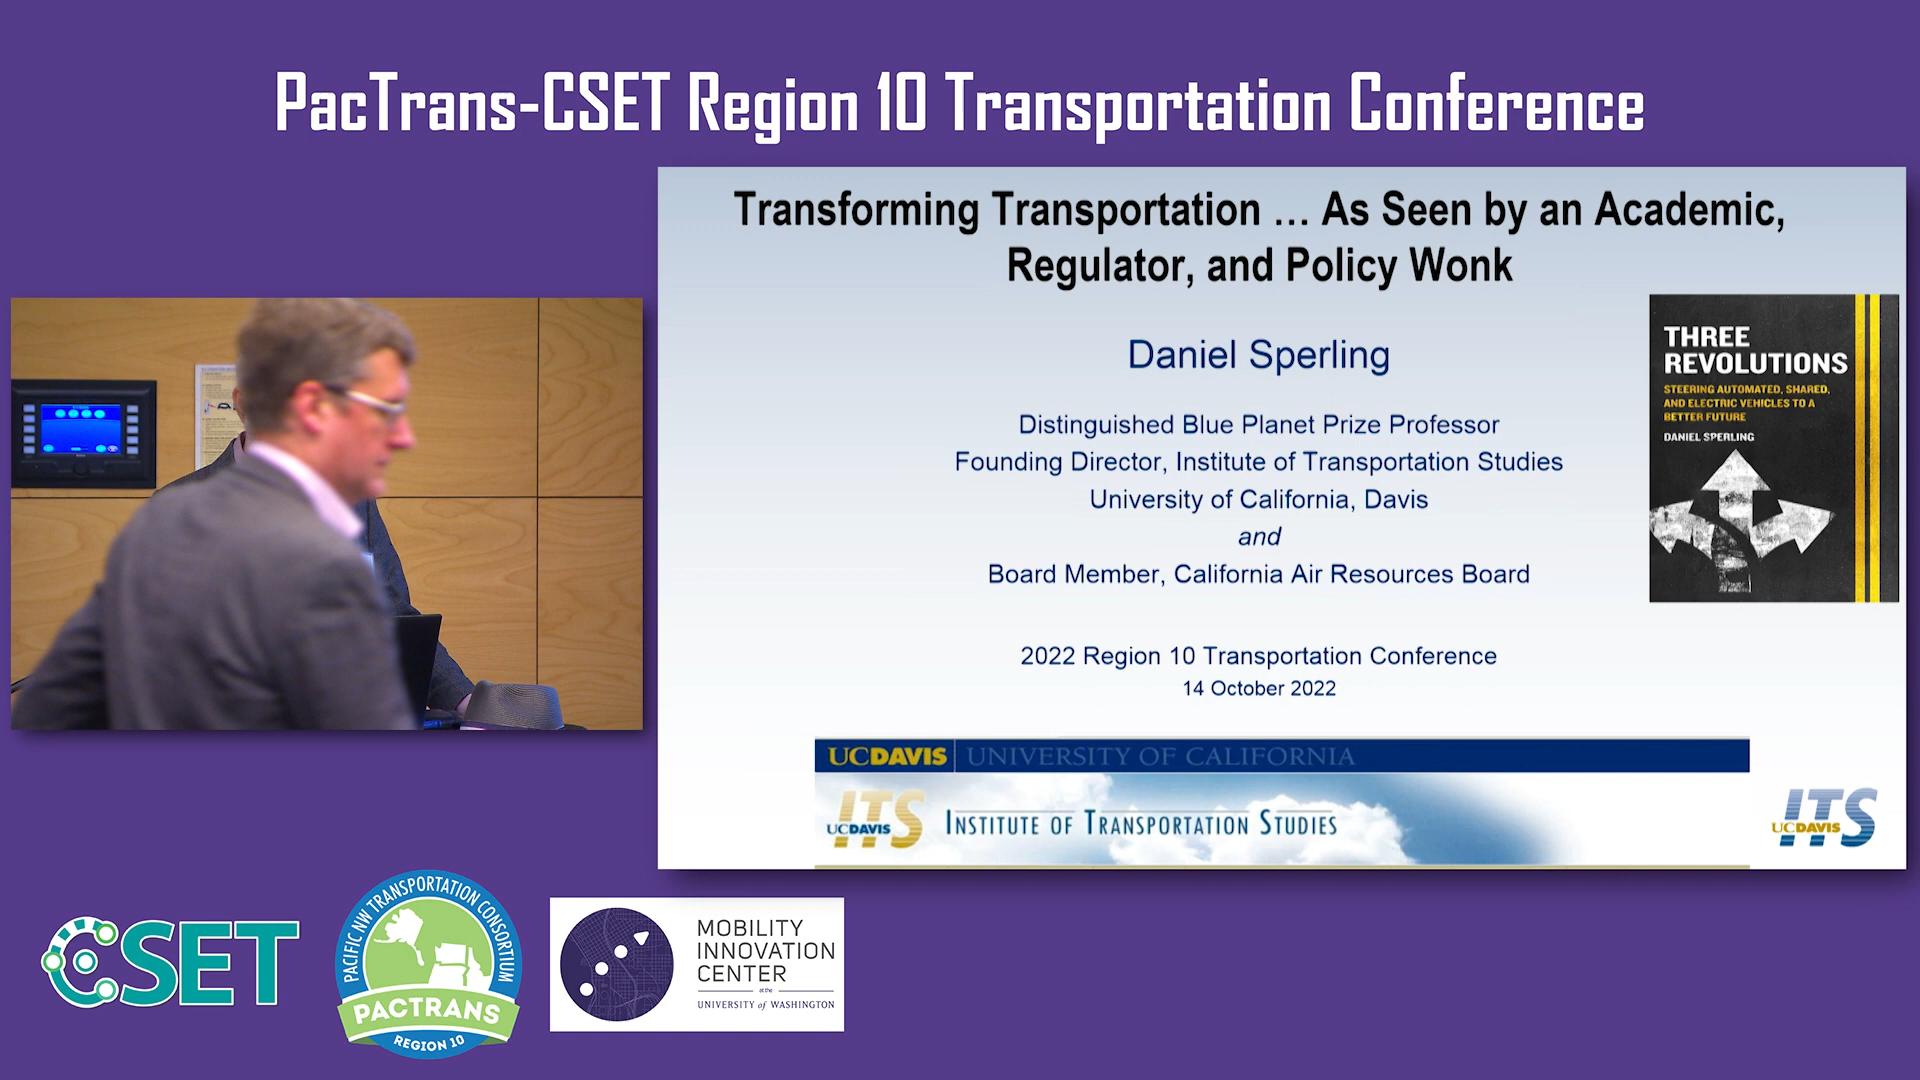 PacTrans-CSET Region 10 Transportation Conference
Transforming Transportation … As Seen by an Academic,
Regulator, and Policy Wonk
Daniel Sperling
Distinguished Blue Planet Prize Professor
Founding Director, Institute of Transportation Studies
University of California, Davis
and
Board Member, California Air Resources Board
2022 Region 10 Transportation Conference
14 October 2022
THREE
REVOLUTIONS
STEERING AUTOMATED, SHARED,
AND ELECTRIC VEHICLES TO A
BETTER FUTURE
DANIEL SPERLING
UCDAVIS UNIVERSITY OF CALIFORNIA
ITS
UCDAVIS
INSTITUTE OF TRANSPORTATION STUDIES
ITS
UCDAVIS
CSET
PACIFIC NW TRANSPORTATION CONSORTIUM
PACTRANS
REGION 10
MOBILITY
INNOVATION
CENTER
at the
UNIVERSITY of WASHINGTON